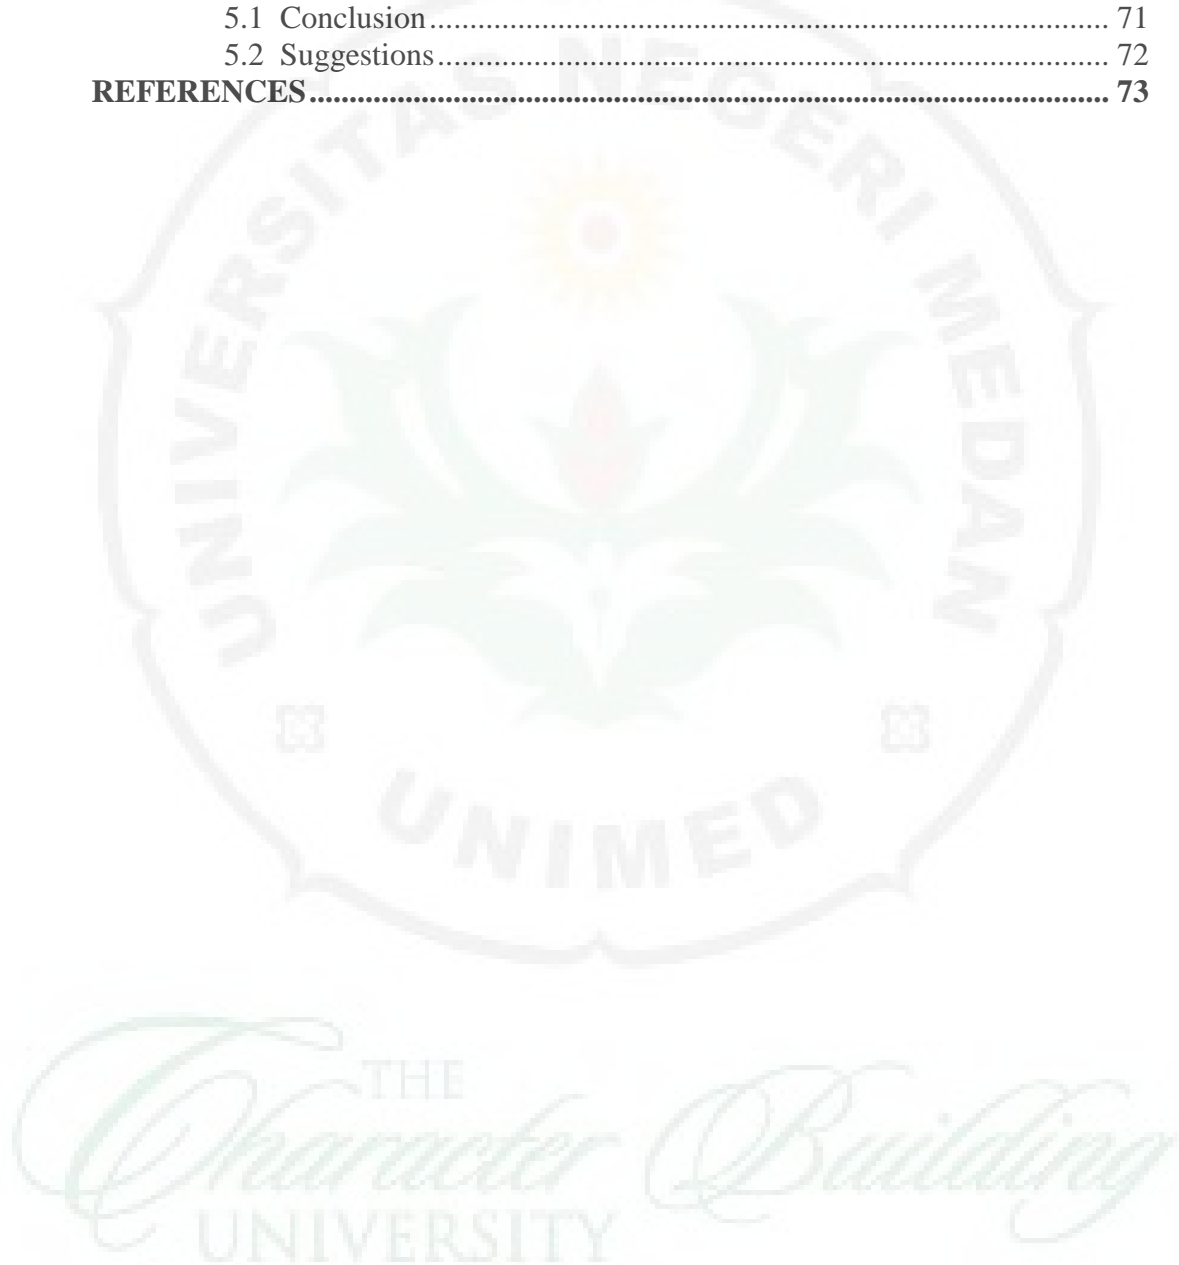 5.1 Conclusion........................................................................................ 71
5.2 Suggestions....................................................................................... 72
REFERENCES.................................................................................................... 73
UNIVERSITAS NEGERI MEDAN
UNIMED
THE
Character Building
UNIVERSITY